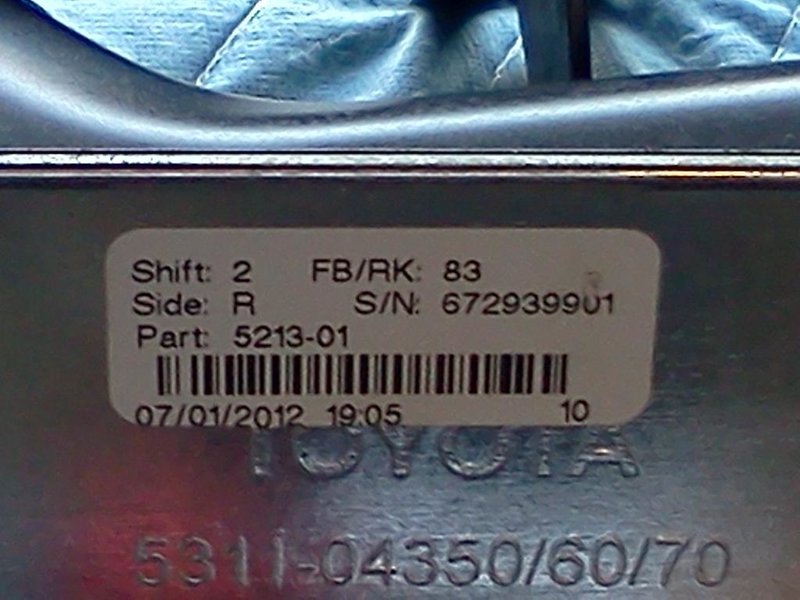 Shift: 2 FB/RK: 83
Side: R S/N: 672939901
Part: 5213-01
07/01/2012 19:05 10
TOYOTA
5311-04350/60/70